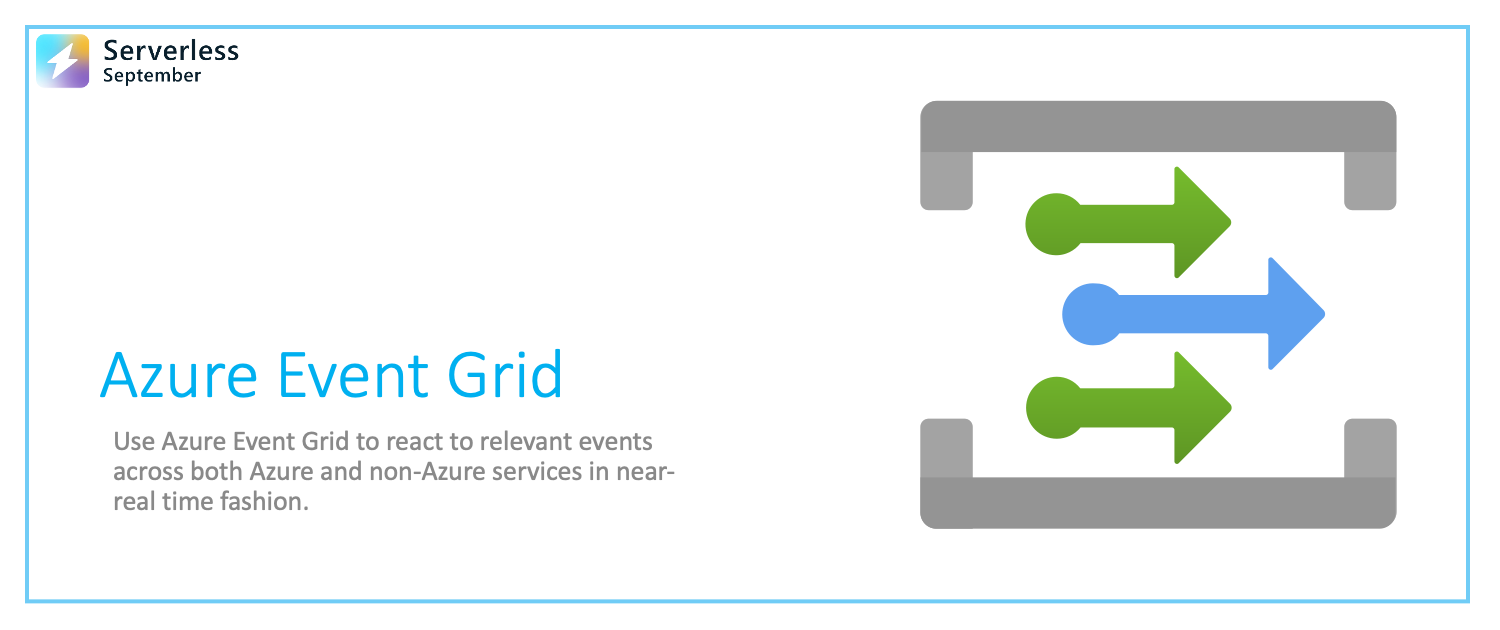 Serverless
September
Azure Event Grid
Use Azure Event Grid to react to relevant events
across both Azure and non-Azure services in near-
real time fashion.